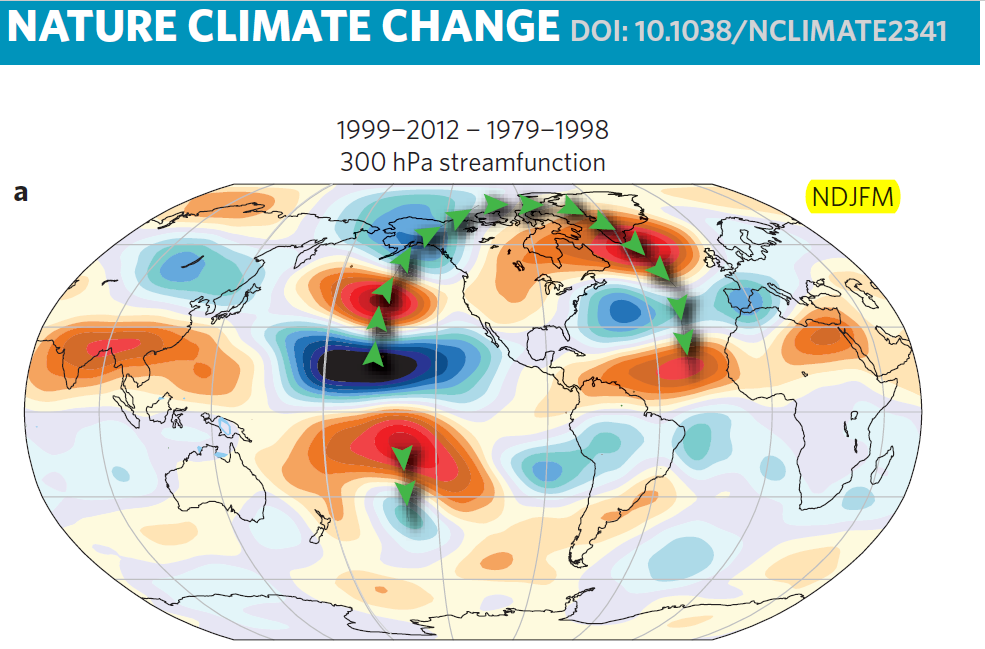 NATURE CLIMATE CHANGE DOI: 10.1038/NCLIMATE2341
1999–2012 – 1979–1998
300 hPa streamfunction
a
NDJFM